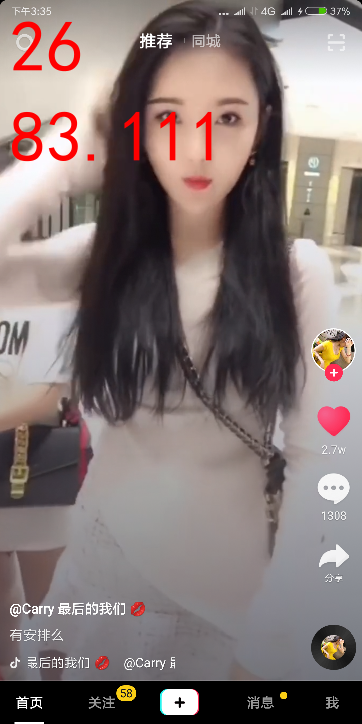 下午3:35 ... 4G 37%
26
推荐 同城
83.111
OM
2.7w
1308
分享
@Carry 最后的我们 💋
有安排么
最后的我们 💋 @Carry 最
首页 关注 58 + 消息 我